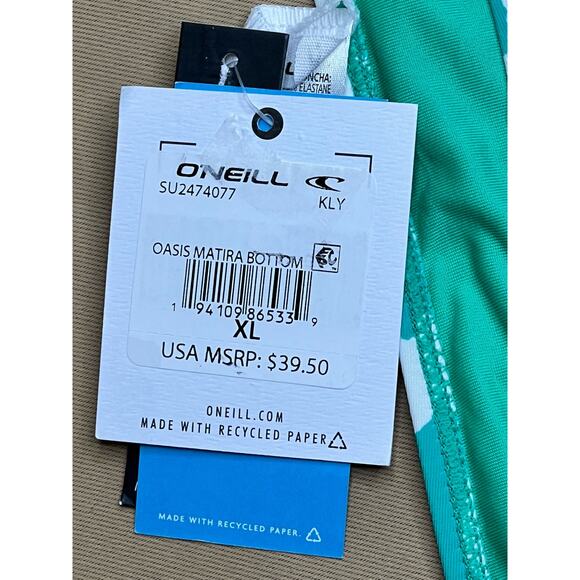 NCHA:
ELASTANE
O'NEILL
SU2474077 KLY
OASIS MATIRA BOTTOM
1 94109 86533 9
XL
USA MSRP: $39.50
ONEILL.COM
MADE WITH RECYCLED PAPER
MADE WITH RECYCLED PAPER.